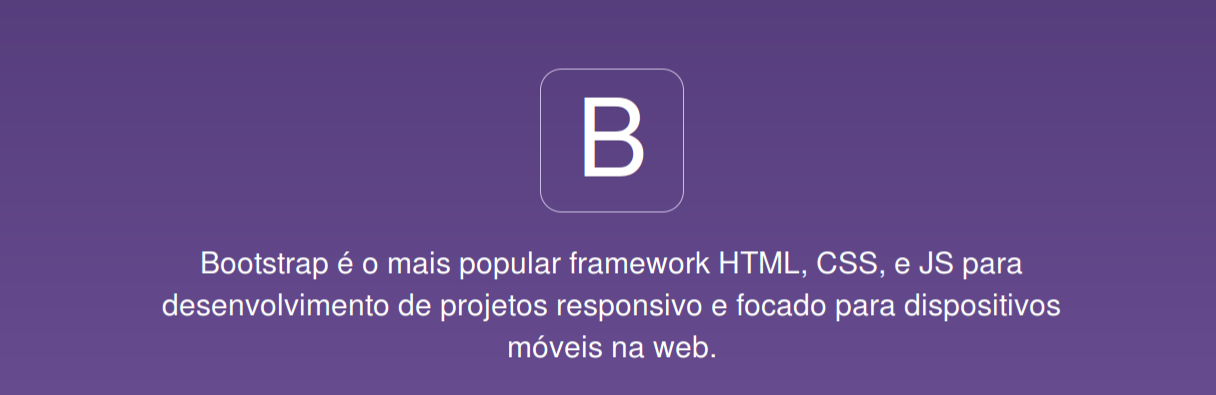 B
Bootstrap é o mais popular framework HTML, CSS, e JS para
desenvolvimento de projetos responsivo e focado para dispositivos
móveis na web.